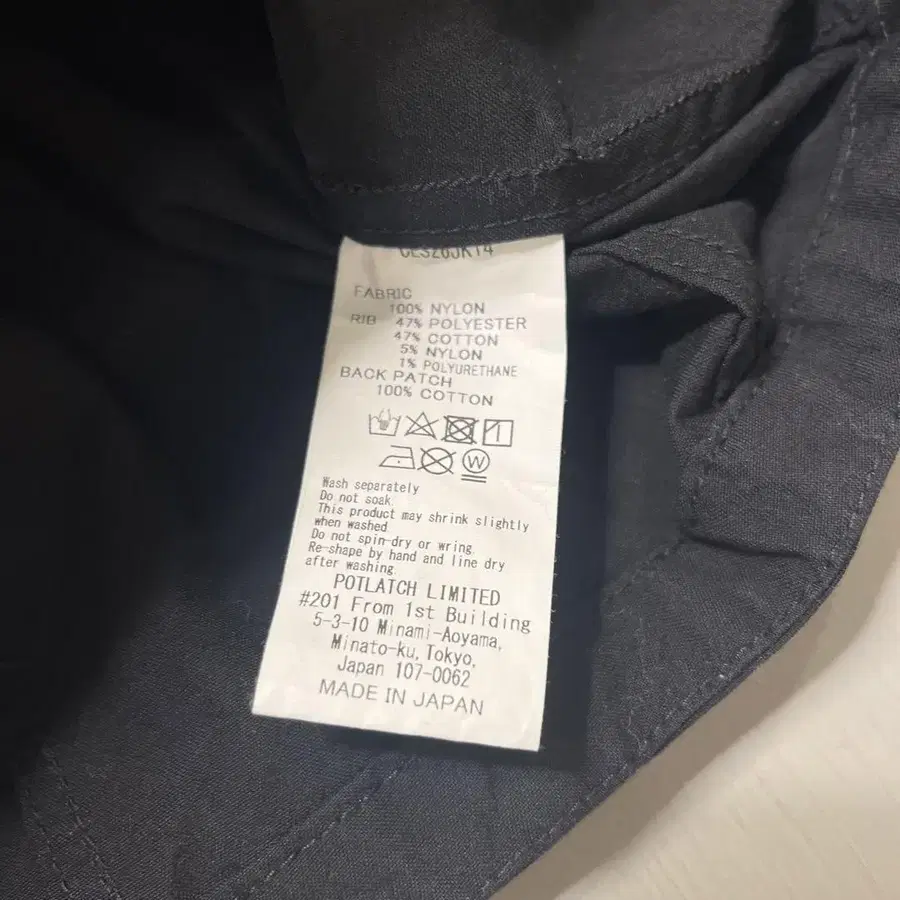 FABRIC
100% NYLON
RIB 47% POLYESTER
47% COTTON
5% NYLON
1% POLYURETHANE
BACK PATCH
100% COTTON
W
Wash separately
Do not soak.
This product may shrink slightly
when washed.
Do not spin-dry or wring.
Re-shape by hand and line dry
after washing.
POTLATCH LIMITED
#201 From 1st Building
5-3-10 Minami-Aoyama,
Minato-ku, Tokyo,
Japan 107-0062
MADE IN JAPAN